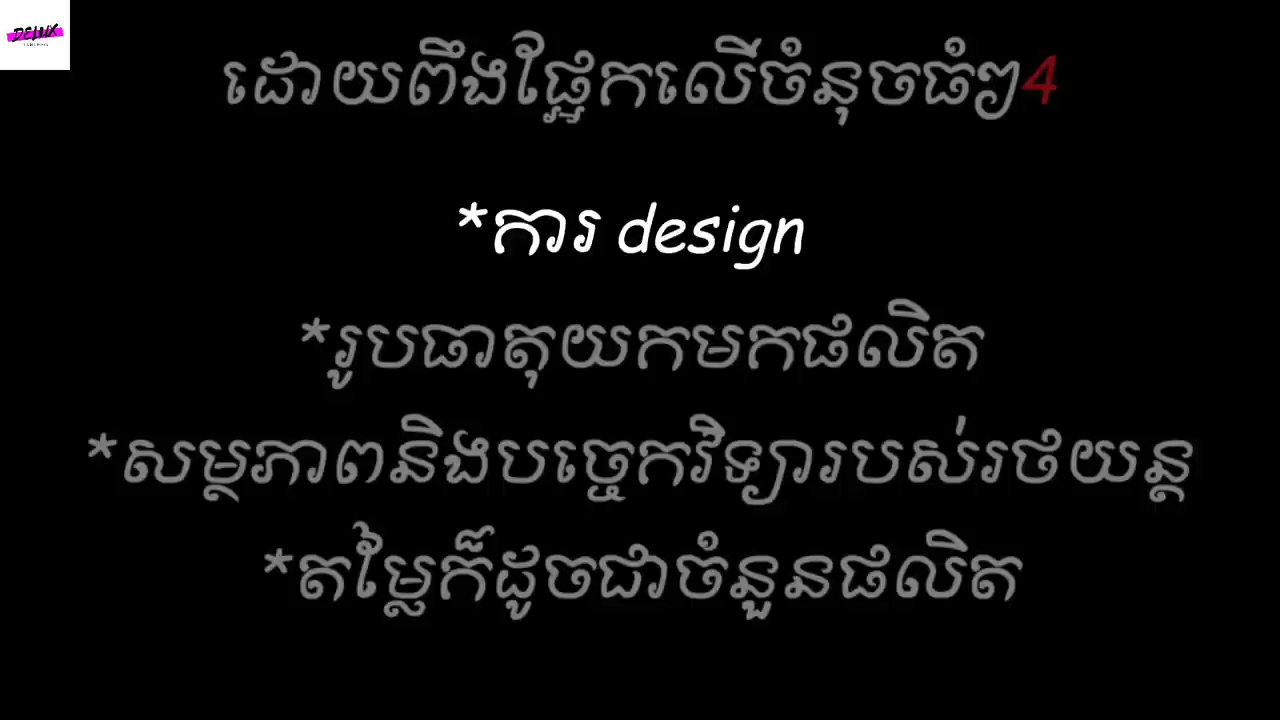 DELUX
ដោយពឹងផ្អែកលើចំនុចធំៗ4
*ការ design
*រូបធាតុយកមកផលិត
*សម្ថភាពនិងបច្ចេកវិទ្យារបស់រថយន្ត
*តម្លៃក៏ដូចជាចំនួនផលិត